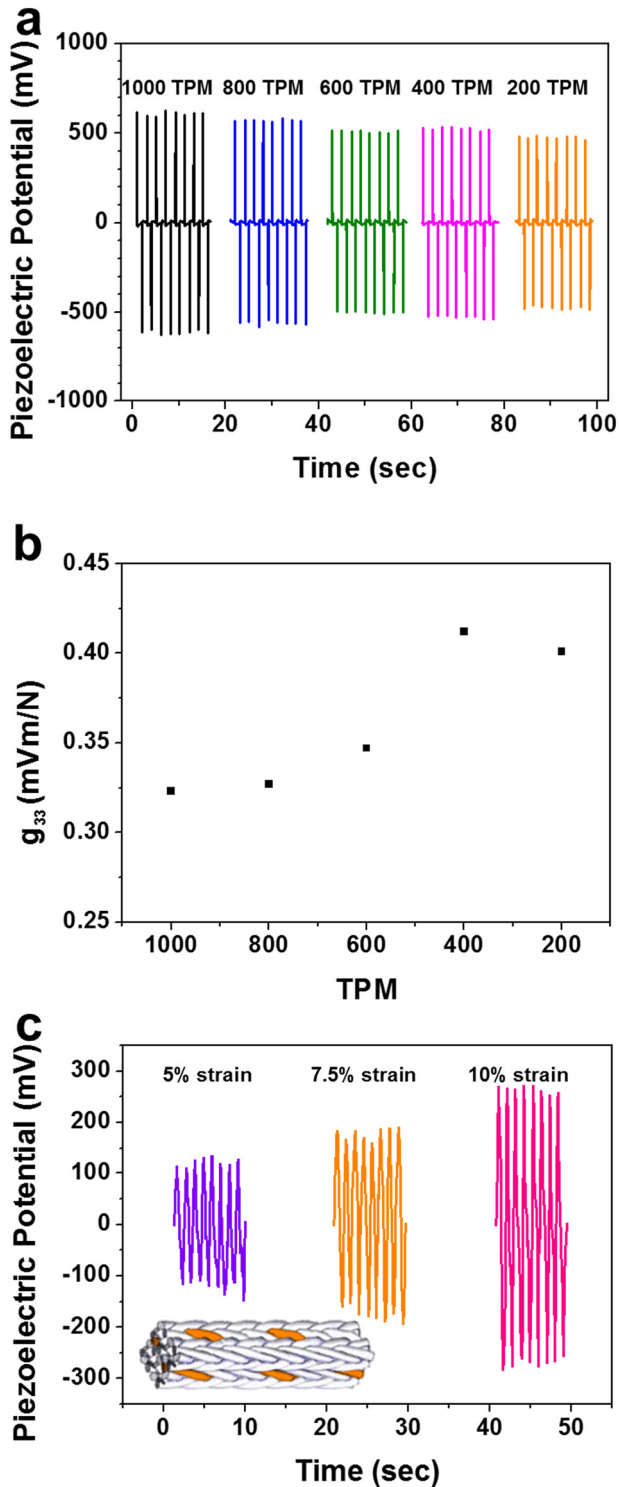 a
Piezoelectric Potential (mV)
1000
500
0
-500
-1000
1000 TPM 800 TPM 600 TPM 400 TPM 200 TPM
0 20 40 60 80 100
Time (sec)
b
g33 (mVm/N)
0.45
0.40
0.35
0.30
0.25
1000 800 600 400 200
TPM
c
Piezoelectric Potential (mV)
300
200
100
0
-100
-200
-300
5% strain 7.5% strain 10% strain
0 10 20 30 40 50
Time (sec)